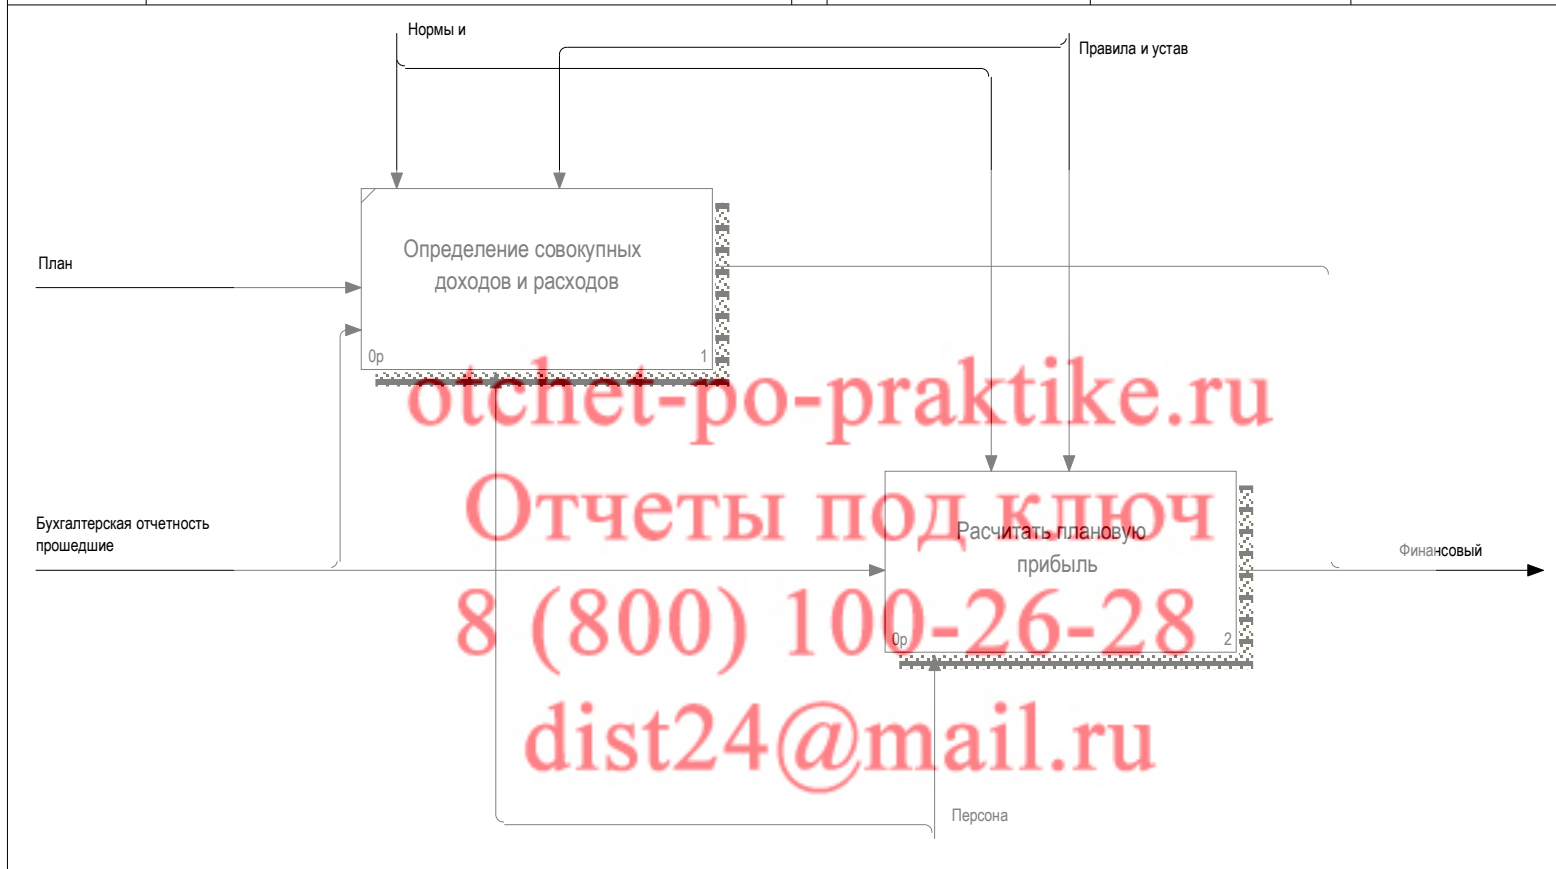 Нормы и
Правила и устав
Определение совокупных
доходов и расходов
План
0р
1
otchet-po-praktike.ru
Отчеты под ключ
Бухгалтерская отчетность
прошедшие
Расчитать плановую
прибыль
Финансовый
8 (800) 100-26-28
0р
2
dist24@mail.ru
Персона